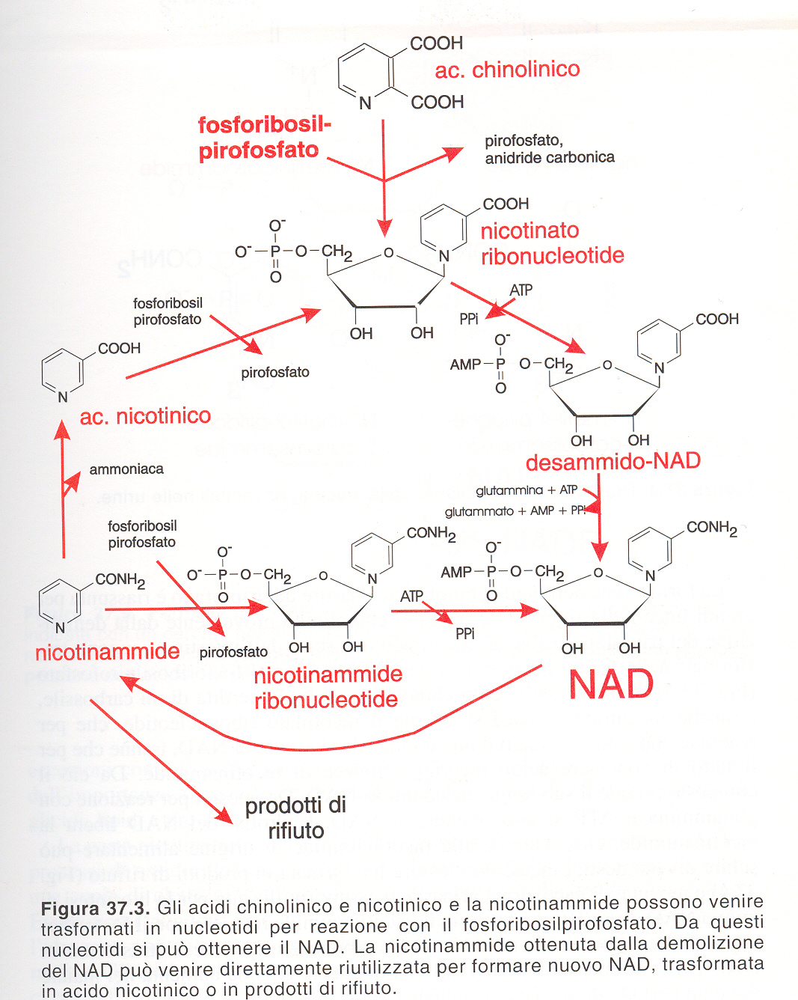 COOH
ac. chinolinico
N
COOH
fosforibosil-
pirofosfato
pirofosfato,
anidride carbonica
COOH
nicotinato
ribonucleotide
O⁻
O⁻—P—O—CH₂
O
O
N
OH
OH
ATP
PPi
fosforibosil
pirofosfato
pirofosfato
COOH
N
ac. nicotinico
COOH
O⁻
AMP—P O—CH₂
O
O
N
OH
OH
desammido-NAD
ammoniaca
glutammina + ATP
glutammato + AMP + PPi
fosforibosil
pirofosfato
pirofosfato
CONH₂
N
nicotinammide
CONH₂
O⁻
O⁻—P—O—CH₂
O
O
N
OH
OH
nicotinammide
ribonucleotide
ATP
PPi
CONH₂
O⁻
AMP—P—O—CH₂
O
O
N
OH
OH
NAD
prodotti di
rifiuto
Figura 37.3. Gli acidi chinolinico e nicotinico e la nicotinammide possono venire
trasformati in nucleotidi per reazione con il fosforibosilpirofosfato. Da questi
nucleotidi si può ottenere il NAD. La nicotinammide ottenuta dalla demolizione
del NAD può venire direttamente riutilizzata per formare nuovo NAD, trasformata
in acido nicotinico o in prodotti di rifiuto.